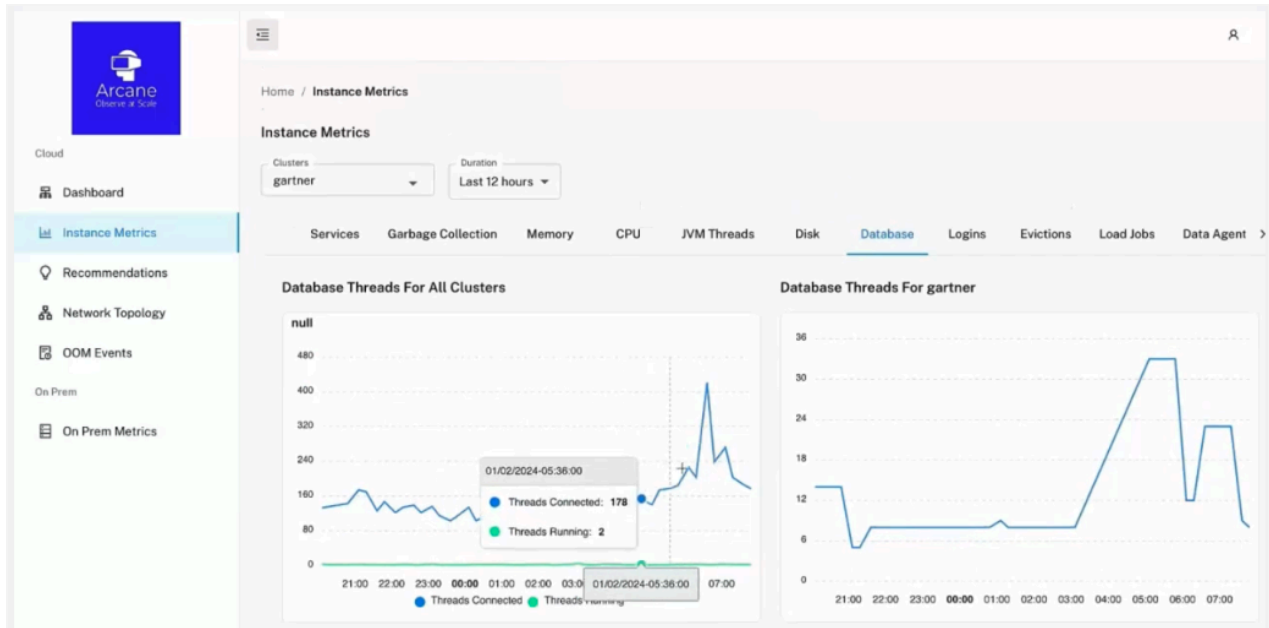 Arcane
Observe at Scale
Cloud
Dashboard
Instance Metrics
Recommendations
Network Topology
OOM Events
On Prem
On Prem Metrics
Home / Instance Metrics
Instance Metrics
Clusters
gartner
Duration
Last 12 hours
Services Garbage Collection Memory CPU JVM Threads Disk Database Logins Evictions Load Jobs Data Agent
Database Threads For All Clusters
null
480
400
320
240
160
80
0
01/02/2024-05:36:00
Threads Connected: 178
Threads Running: 2
21:00 22:00 23:00 00:00 01:00 02:00 03:0 01/02/2024-05:36:00 07:00
Threads Connected Threads Running
Database Threads For gartner
36
30
24
18
12
6
0
21:00 22:00 23:00 00:00 01:00 02:00 03:00 04:00 05:00 06:00 07:00